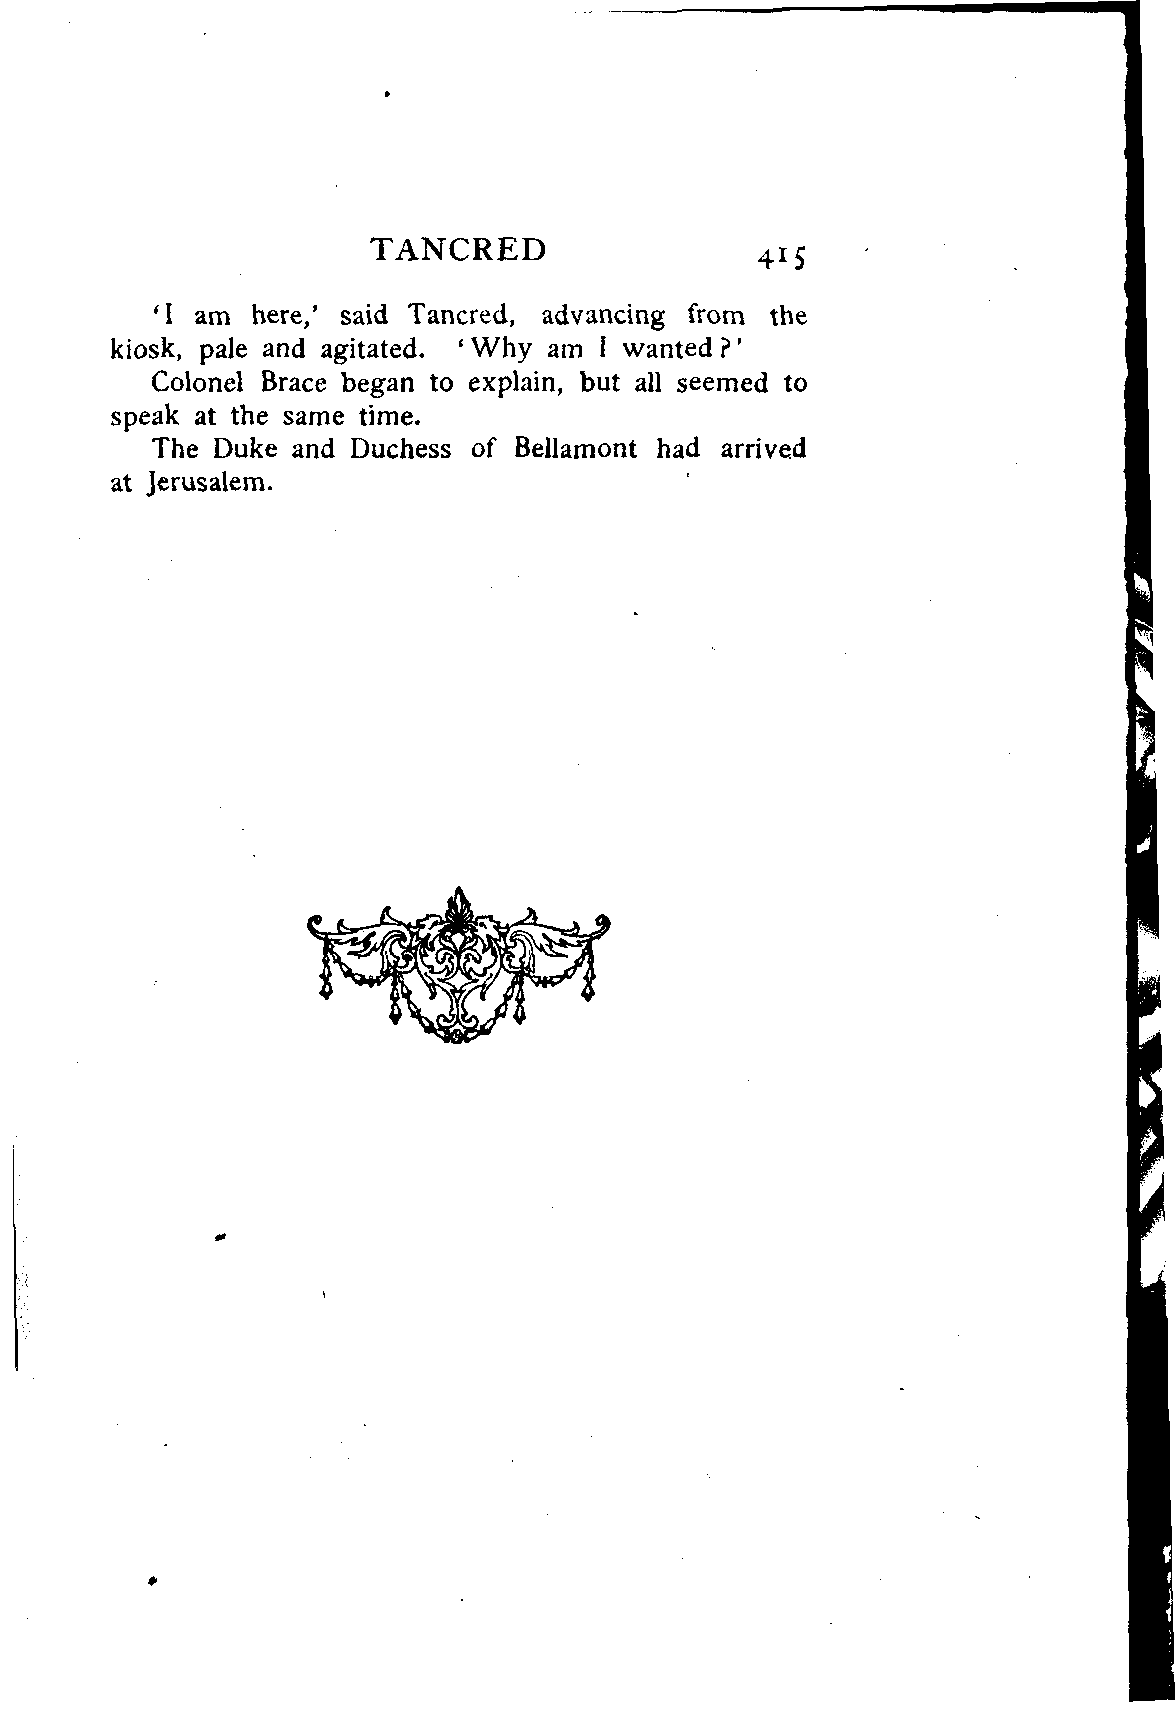 TANCRED 415
‘I am here,’ said Tancred, advancing from the
kiosk, pale and agitated. ‘Why am I wanted?’
Colonel Brace began to explain, but all seemed to
speak at the same time.
The Duke and Duchess of Bellamont had arrived
at Jerusalem.